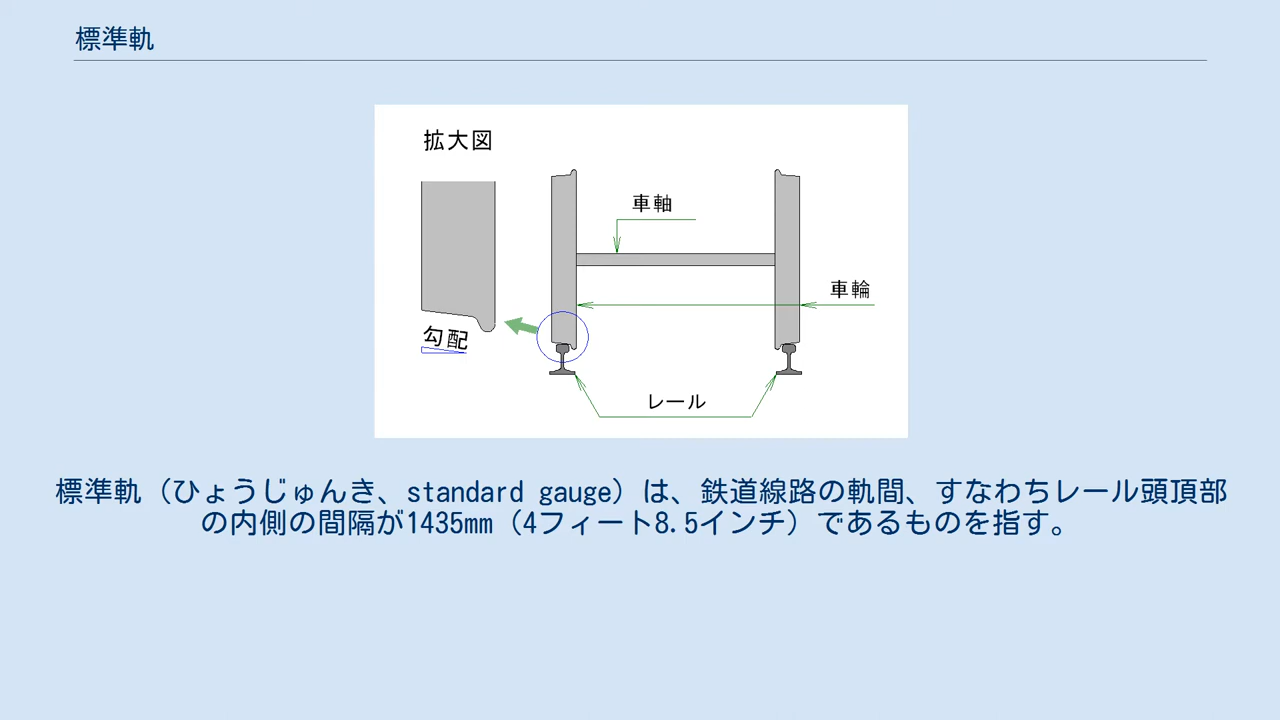 標準軌
拡大図
車軸
車輪
勾配
レール
標準軌（ひょうじゅんき、standard gauge）は、鉄道線路の軌間、すなわちレール頭頂部
の内側の間隔が1435mm（4フィート8.5インチ）であるものを指す。